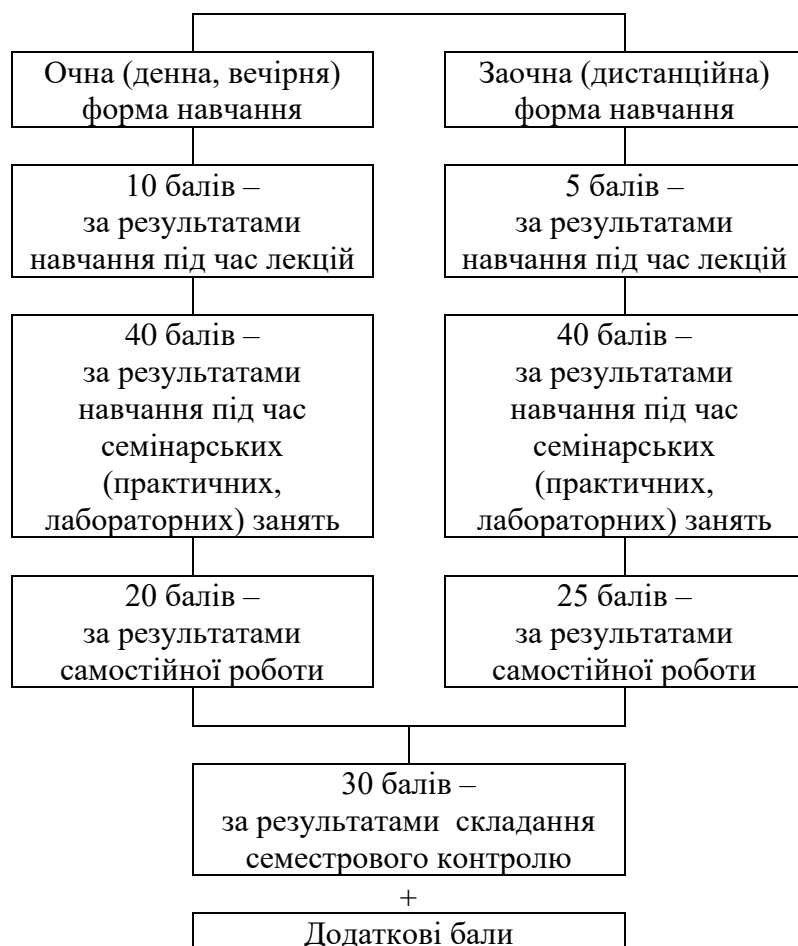 Очна (денна, вечірня)
форма навчання
Заочна (дистанційна)
форма навчання
10 балів –
за результатами
навчання під час лекцій
5 балів –
за результатами
навчання під час лекцій
40 балів –
за результатами
навчання під час
семінарських
(практичних,
лабораторних) занять
40 балів –
за результатами
навчання під час
семінарських
(практичних,
лабораторних) занять
20 балів –
за результатами
самостійної роботи
25 балів –
за результатами
самостійної роботи
30 балів –
за результатами складання
семестрового контролю
+
Додаткові бали